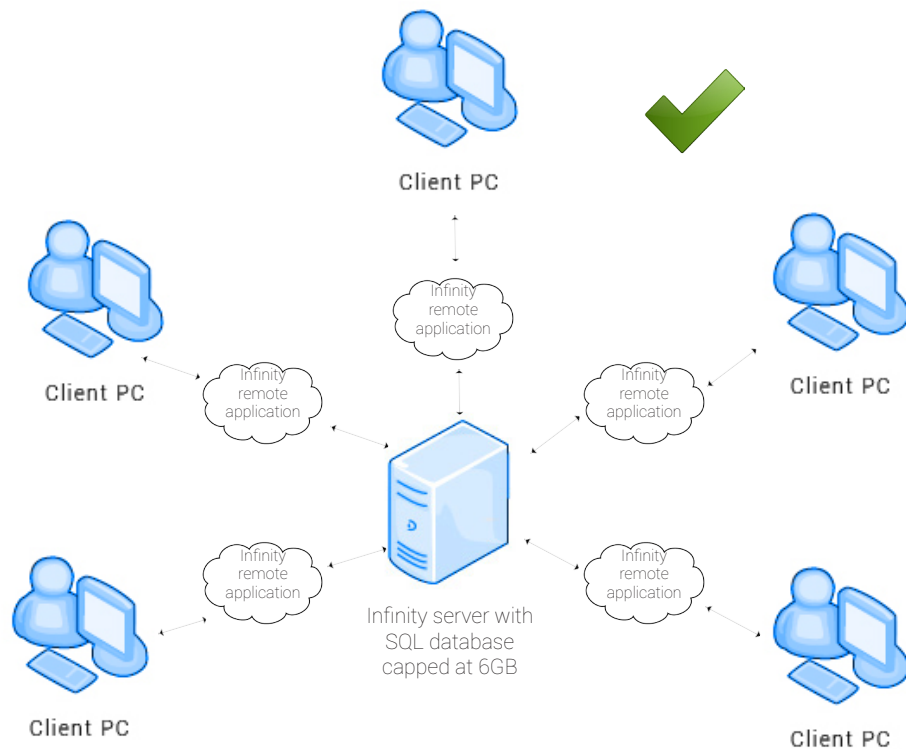 Client PC
Infinity
remote
application
Client PC
Infinity
remote
application
Infinity
remote
application
Client PC
Infinity
remote
application
Infinity
remote
application
Infinity server with
SQL database
capped at 6GB
Client PC
Client PC